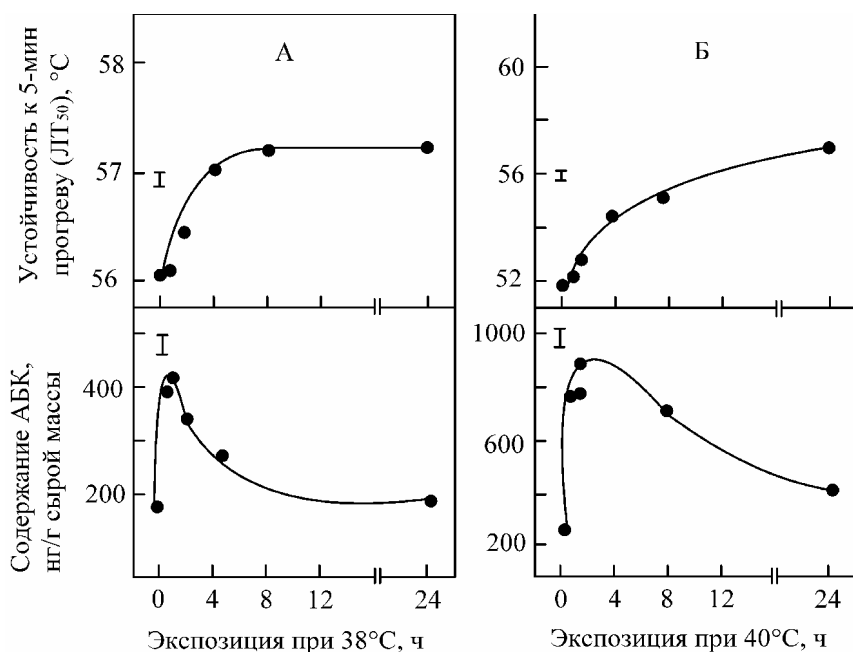 Устойчивость к 5-мин
прогреву (ЛТ50), °С
58
57
56
А
60
56
52
Б
Содержание АБК,
нг/г сырой массы
400
200
0 4 8 12 24
Экспозиция при 38°С, ч
1000
600
200
0 4 8 12 24
Экспозиция при 40°С, ч